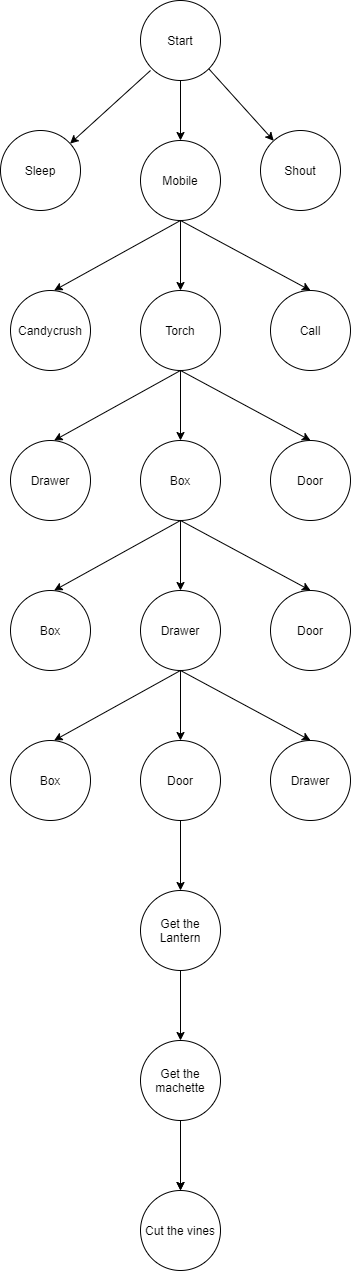 Start
Sleep
Mobile
Shout
Candycrush
Torch
Call
Drawer
Box
Door
Box
Drawer
Door
Box
Door
Drawer
Get the
Lantern
Get the
machette
Cut the vines